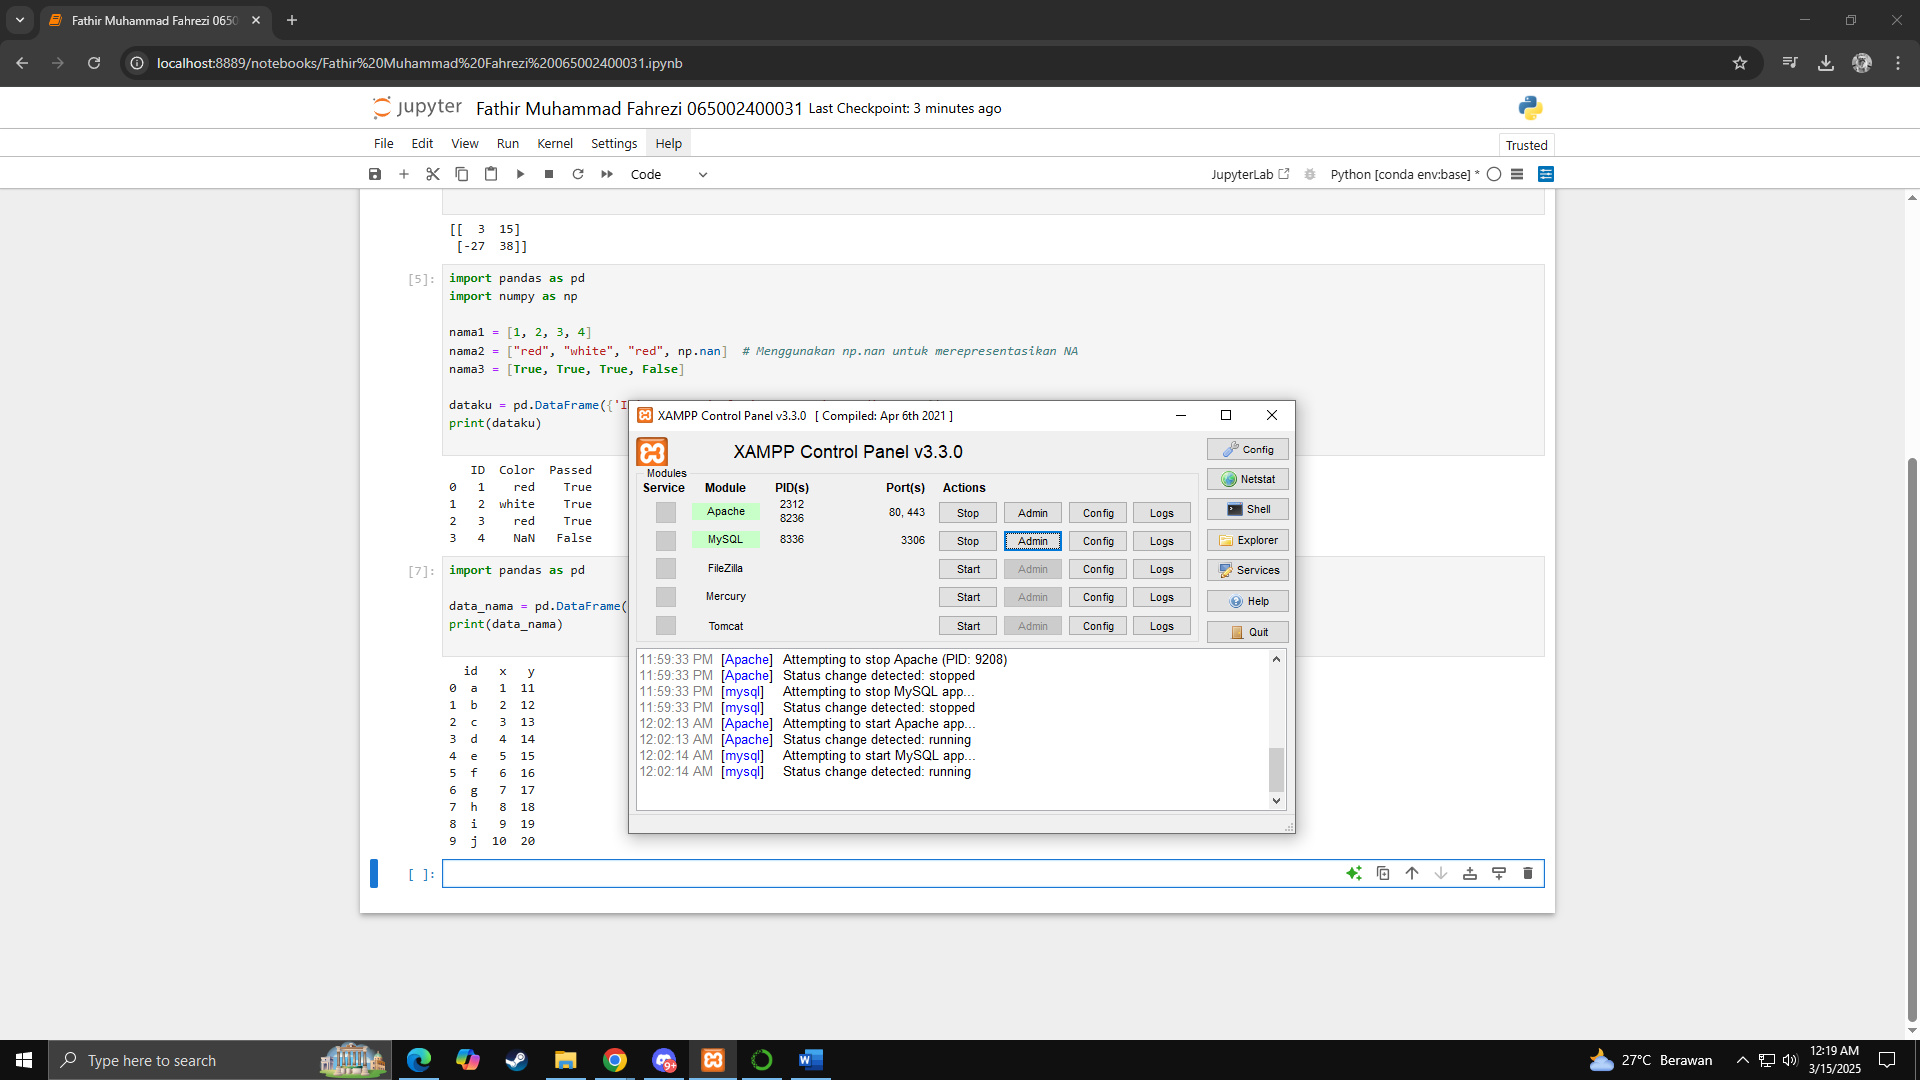 Fathir Muhammad Fahrezi 0650
localhost:8889/notebooks/Fathir%20Muhammad%20Fahrezi%20065002400031.ipynb
jupyter Fathir Muhammad Fahrezi 065002400031 Last Checkpoint: 3 minutes ago
File Edit View Run Kernel Settings Help Trusted
Code JupyterLab Python [conda env:base] *
[[  3  15]
 [-27  38]]
[5]: import pandas as pd
import numpy as np
nama1 = [1, 2, 3, 4]
nama2 = ["red", "white", "red", np.nan]  # Menggunakan np.nan untuk merepresentasikan NA
nama3 = [True, True, True, False]
dataku = pd.DataFrame({
print(dataku)
ID Color Passed
0 1 red True
1 2 white True
2 3 red True
3 4 NaN False
[7]: import pandas as pd
data_nama = pd.DataFrame(
print(data_nama)
id x y
0 a 1 11
1 b 2 12
2 c 3 13
3 d 4 14
4 e 5 15
5 f 6 16
6 g 7 17
7 h 8 18
8 i 9 19
9 j 10 20
[ ]:
XAMPP Control Panel v3.3.0 [ Compiled: Apr 6th 2021 ]
XAMPP Control Panel v3.3.0
Modules
Service Module PID(s) Port(s) Actions
Apache 2312 8236 80, 443 Stop Admin Config Logs
MySQL 8336 3306 Stop Admin Config Logs
FileZilla Start Admin Config Logs
Mercury Start Admin Config Logs
Tomcat Start Admin Config Logs
Config
Netstat
Shell
Explorer
Services
Help
Quit
11:59:33 PM [Apache] Attempting to stop Apache (PID: 9208)
11:59:33 PM [Apache] Status change detected: stopped
11:59:33 PM [mysql] Attempting to stop MySQL app...
11:59:33 PM [mysql] Status change detected: stopped
12:02:13 AM [Apache] Attempting to start Apache app...
12:02:13 AM [Apache] Status change detected: running
12:02:14 AM [mysql] Attempting to start MySQL app...
12:02:14 AM [mysql] Status change detected: running
Type here to search
9+
27°C Berawan
12:19 AM
3/15/2025